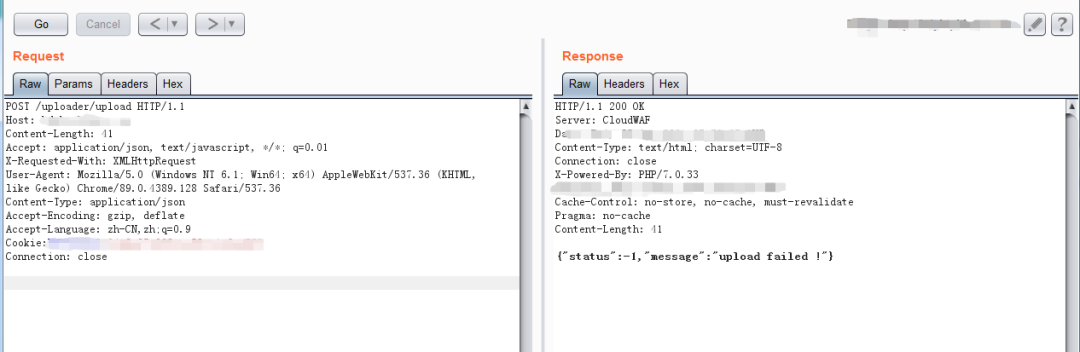 Go
Cancel
<
>
?
Request
Response
Raw
Params
Headers
Hex
Raw
Headers
Hex
POST /uploader/upload HTTP/1.1
Host:
Content-Length: 41
Accept: application/json, text/javascript, */*; q=0.01
X-Requested-With: XMLHttpRequest
User-Agent: Mozilla/5.0 (Windows NT 6.1; Win64; x64) AppleWebKit/537.36 (KHTML,
like Gecko) Chrome/89.0.4389.128 Safari/537.36
Content-Type: application/json
Accept-Encoding: gzip, deflate
Accept-Language: zh-CN,zh;q=0.9
Cookie:
Connection: close
HTTP/1.1 200 OK
Server: CloudWAF
Content-Type: text/html; charset=UTF-8
Connection: close
X-Powered-By: PHP/7.0.33
Cache-Control: no-store, no-cache, must-revalidate
Pragma: no-cache
Content-Length: 41
{"status":-1,"message":"upload failed !"}